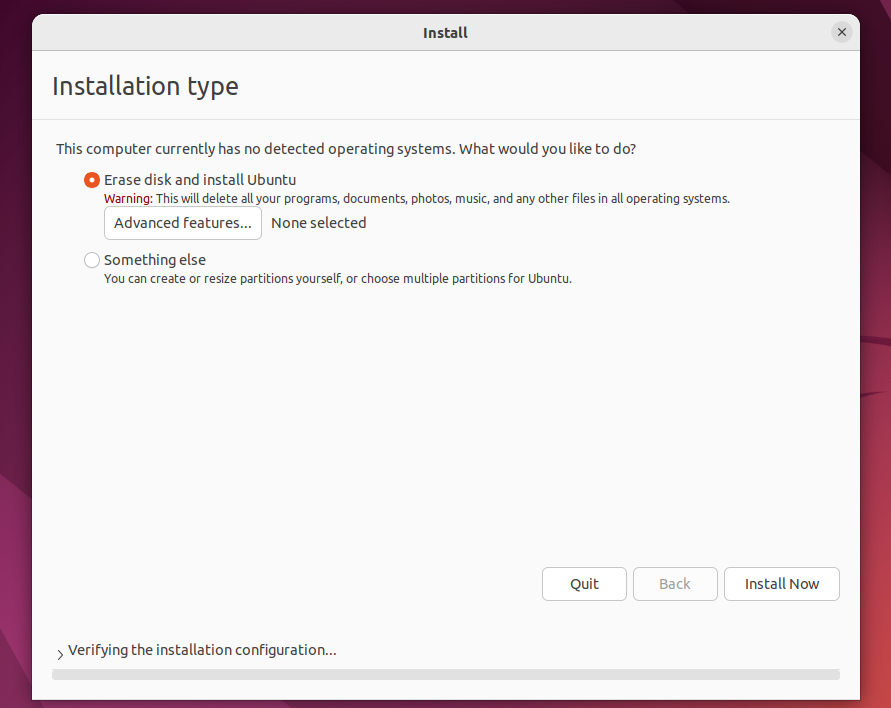 Install
Installation type
This computer currently has no detected operating systems. What would you like to do?
Erase disk and install Ubuntu
Warning: This will delete all your programs, documents, photos, music, and any other files in all operating systems.
Advanced features... None selected
Something else
You can create or resize partitions yourself, or choose multiple partitions for Ubuntu.
Quit Back Install Now
Verifying the installation configuration...